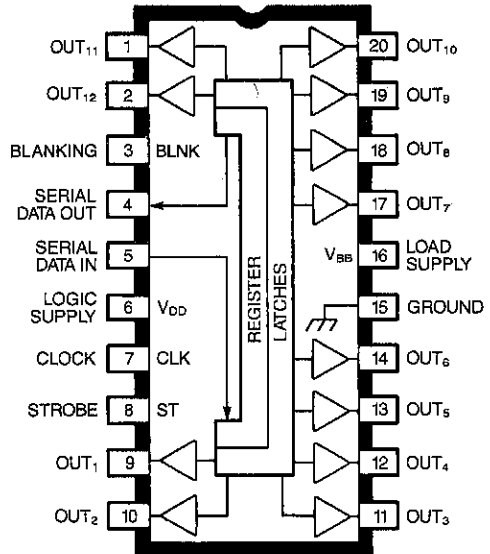 OUT₁₁ 1
OUT₁₂ 2
BLANKING 3 BLNK
SERIAL
DATA OUT 4
SERIAL
DATA IN 5
LOGIC
SUPPLY 6 V_DD
CLOCK 7 CLK
STROBE 8 ST
OUT₁ 9
OUT₂ 10
REGISTER
LATCHES
20 OUT₁₀
19 OUT₉
18 OUT₈
17 OUT₇
V_BB 16 LOAD
SUPPLY
15 GROUND
14 OUT₆
13 OUT₅
12 OUT₄
11 OUT₃